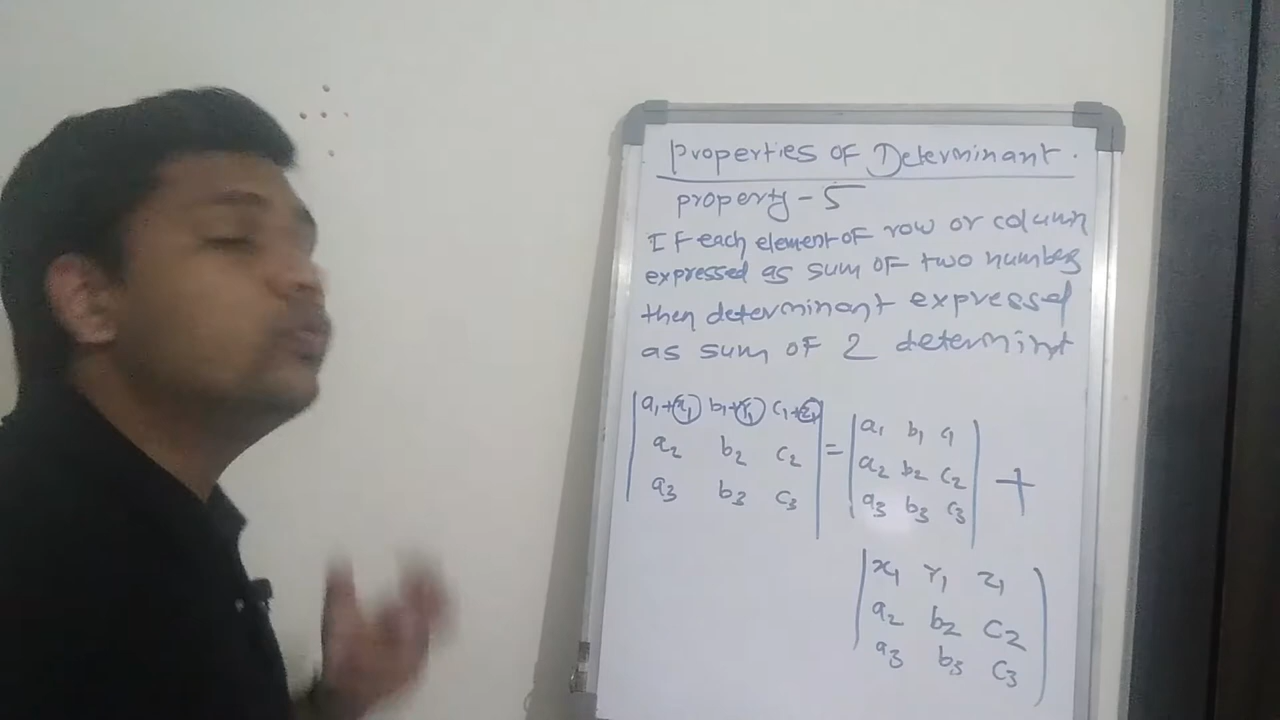 Properties of Determinant.
property-5
If each element of row or column
expressed as sum of two numbers
then determinant expressed
as sum of 2 determinnt
a₁+x₁ b₁+y₁ c₁+z₁
a₂ b₂ c₂
a₃ b₃ c₃
=
a₁ b₁ c₁
a₂ b₂ c₂
a₃ b₃ c₃
+
x₁ y₁ z₁
a₂ b₂ c₂
a₃ b₃ c₃